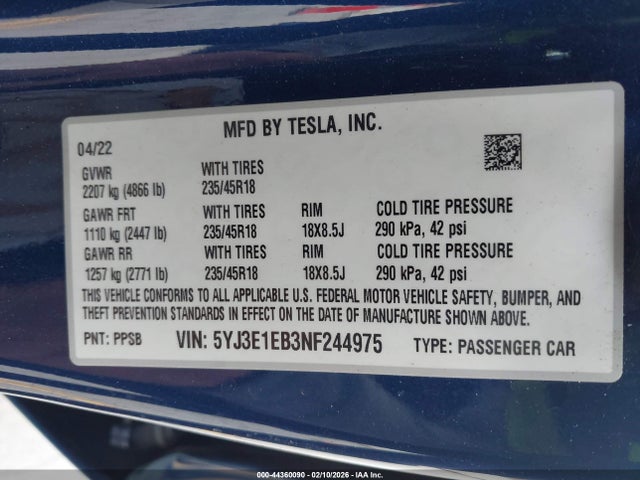 MFD BY TESLA, INC.
04/22
GVWR WITH TIRES
2207 kg (4866 lb) 235/45R18
GAWR FRT WITH TIRES RIM COLD TIRE PRESSURE
1110 kg (2447 lb) 235/45R18 18X8.5J 290 kPa, 42 psi
GAWR RR WITH TIRES RIM COLD TIRE PRESSURE
1257 kg (2771 lb) 235/45R18 18X8.5J 290 kPa, 42 psi
THIS VEHICLE CONFORMS TO ALL APPLICABLE U.S. FEDERAL MOTOR VEHICLE SAFETY, BUMPER, AND
THEFT PREVENTION STANDARDS IN EFFECT ON THE DATE OF MANUFACTURE SHOWN ABOVE.
PNT: PPSB VIN: 5YJ3E1EB3NF244975 TYPE: PASSENGER CAR
000-44360090 - 02/10/2026 - IAA Inc.